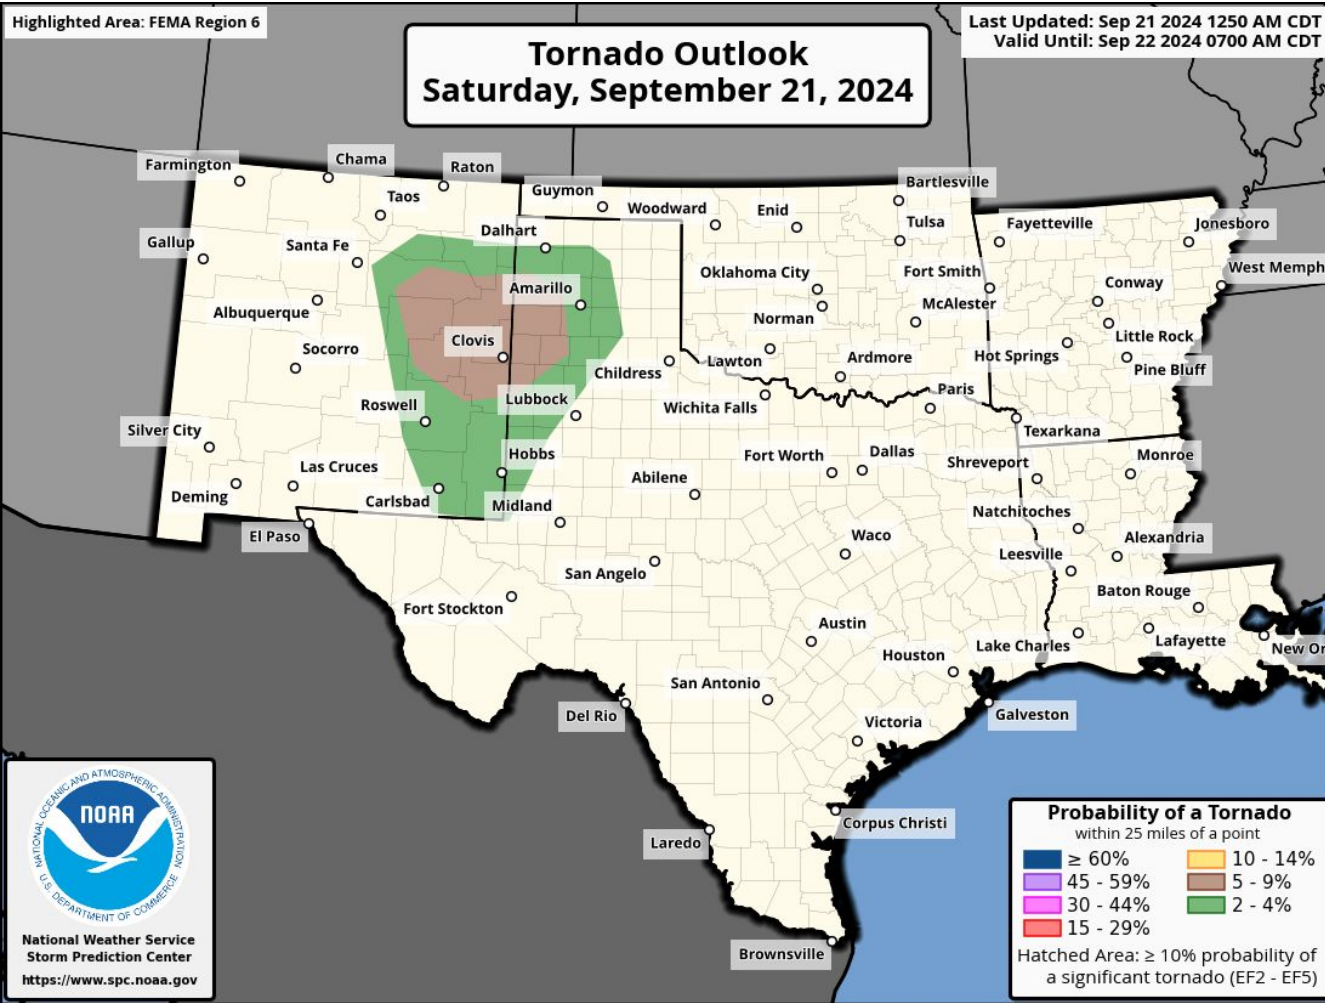 Highlighted Area: FEMA Region 6
Last Updated: Sep 21 2024 1250 AM CDT
Valid Until: Sep 22 2024 0700 AM CDT
Tornado Outlook
Saturday, September 21, 2024
Farmington
Chama
Raton
Taos
Guymon
Woodward
Enid
Bartlesville
Tulsa
Fayetteville
Jonesboro
Gallup
Santa Fe
Dalhart
Oklahoma City
Fort Smith
West Memph
Albuquerque
Amarillo
McAlester
Conway
Norman
Little Rock
Socorro
Clovis
Childress
Lawton
Ardmore
Hot Springs
Pine Bluff
Roswell
Lubbock
Wichita Falls
Paris
Texarkana
Silver City
Las Cruces
Hobbs
Fort Worth
Dallas
Shreveport
Monroe
Deming
Carlsbad
Midland
Abilene
Natchitoches
El Paso
Waco
Leesville
Alexandria
San Angelo
Baton Rouge
Fort Stockton
Austin
Lake Charles
Lafayette
New Or
Houston
San Antonio
Del Rio
Victoria
Galveston
Corpus Christi
Laredo
Brownsville
NATIONAL OCEANIC AND ATMOSPHERIC ADMINISTRATION
NOAA
U.S. DEPARTMENT OF COMMERCE
National Weather Service
Storm Prediction Center
https://www.spc.noaa.gov
Probability of a Tornado
within 25 miles of a point
≥ 60%
45 - 59%
30 - 44%
15 - 29%
10 - 14%
5 - 9%
2 - 4%
Hatched Area: ≥ 10% probability of
a significant tornado (EF2 - EF5)